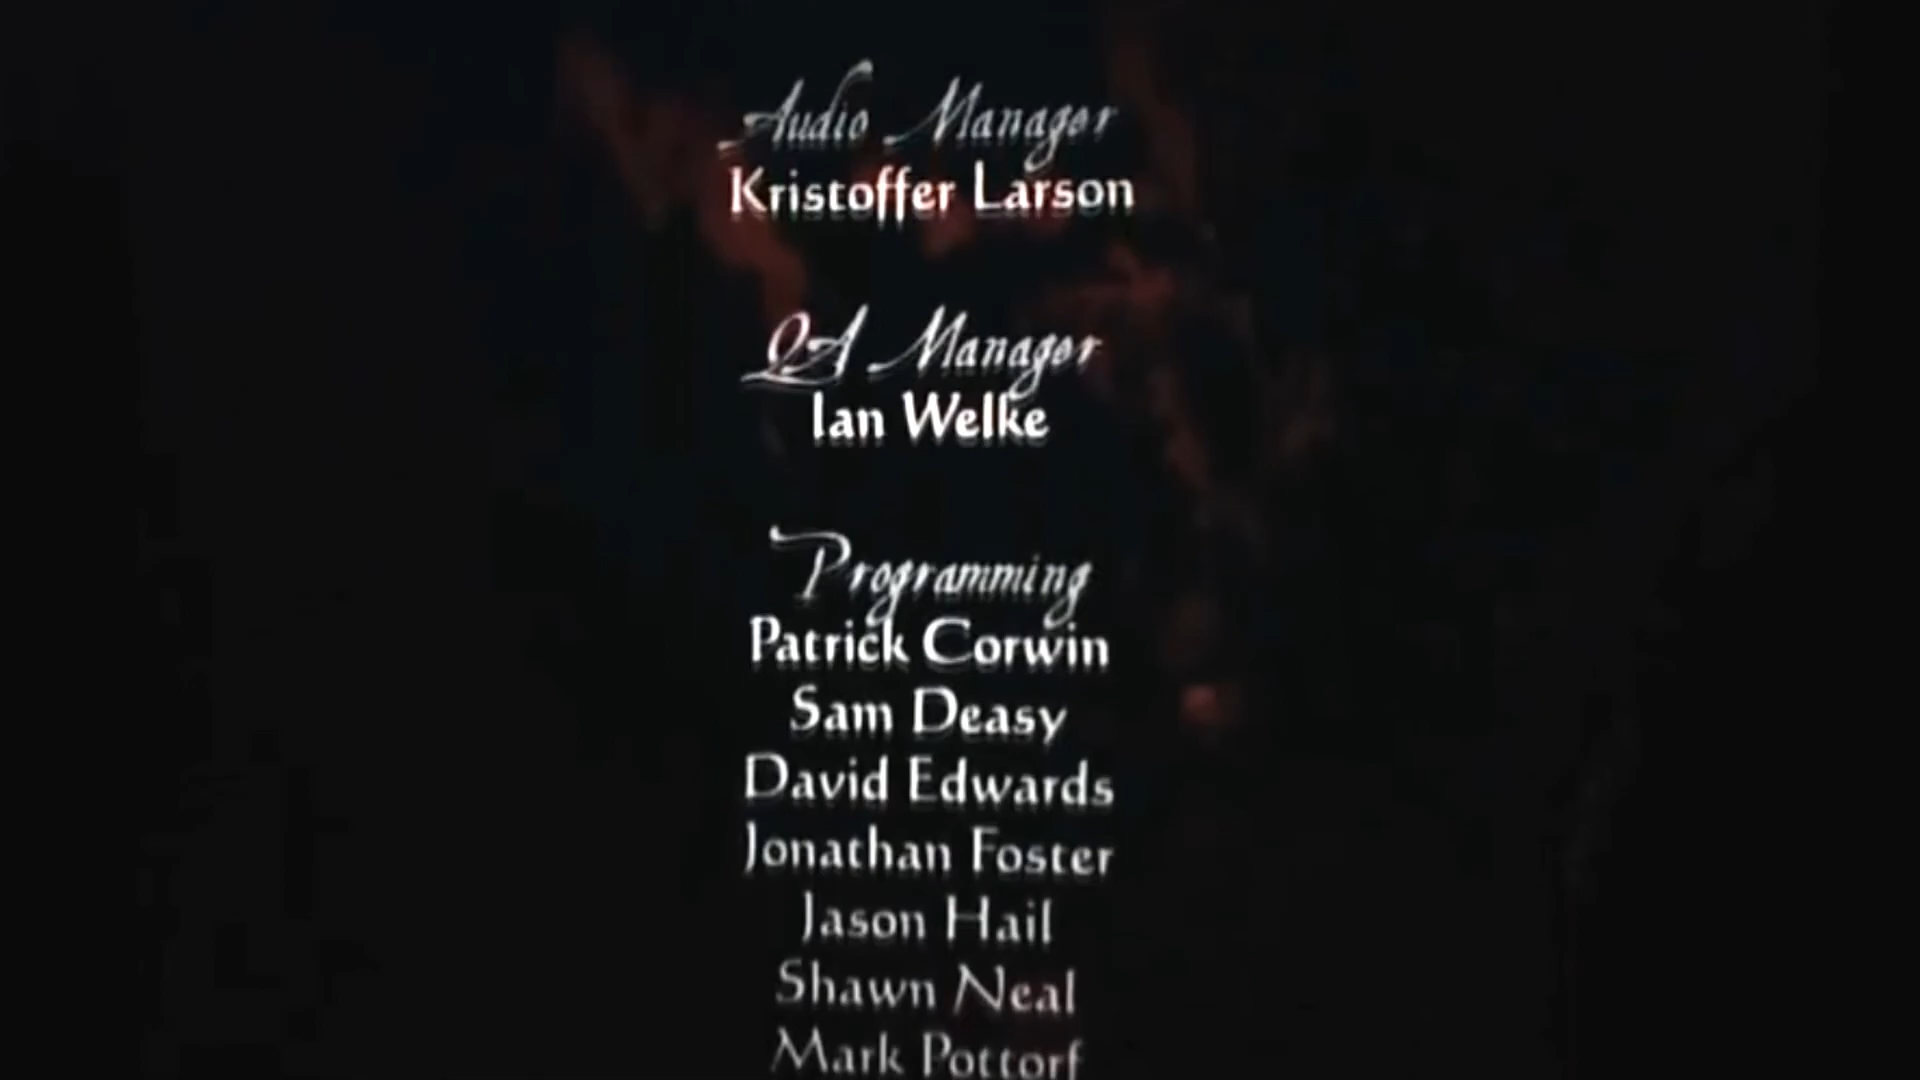 Audio Manager
Kristoffer Larson
QA Manager
Ian Welke
Programming
Patrick Corwin
Sam Deasy
David Edwards
Jonathan Foster
Jason Hail
Shawn Neal
Mark Pottorf